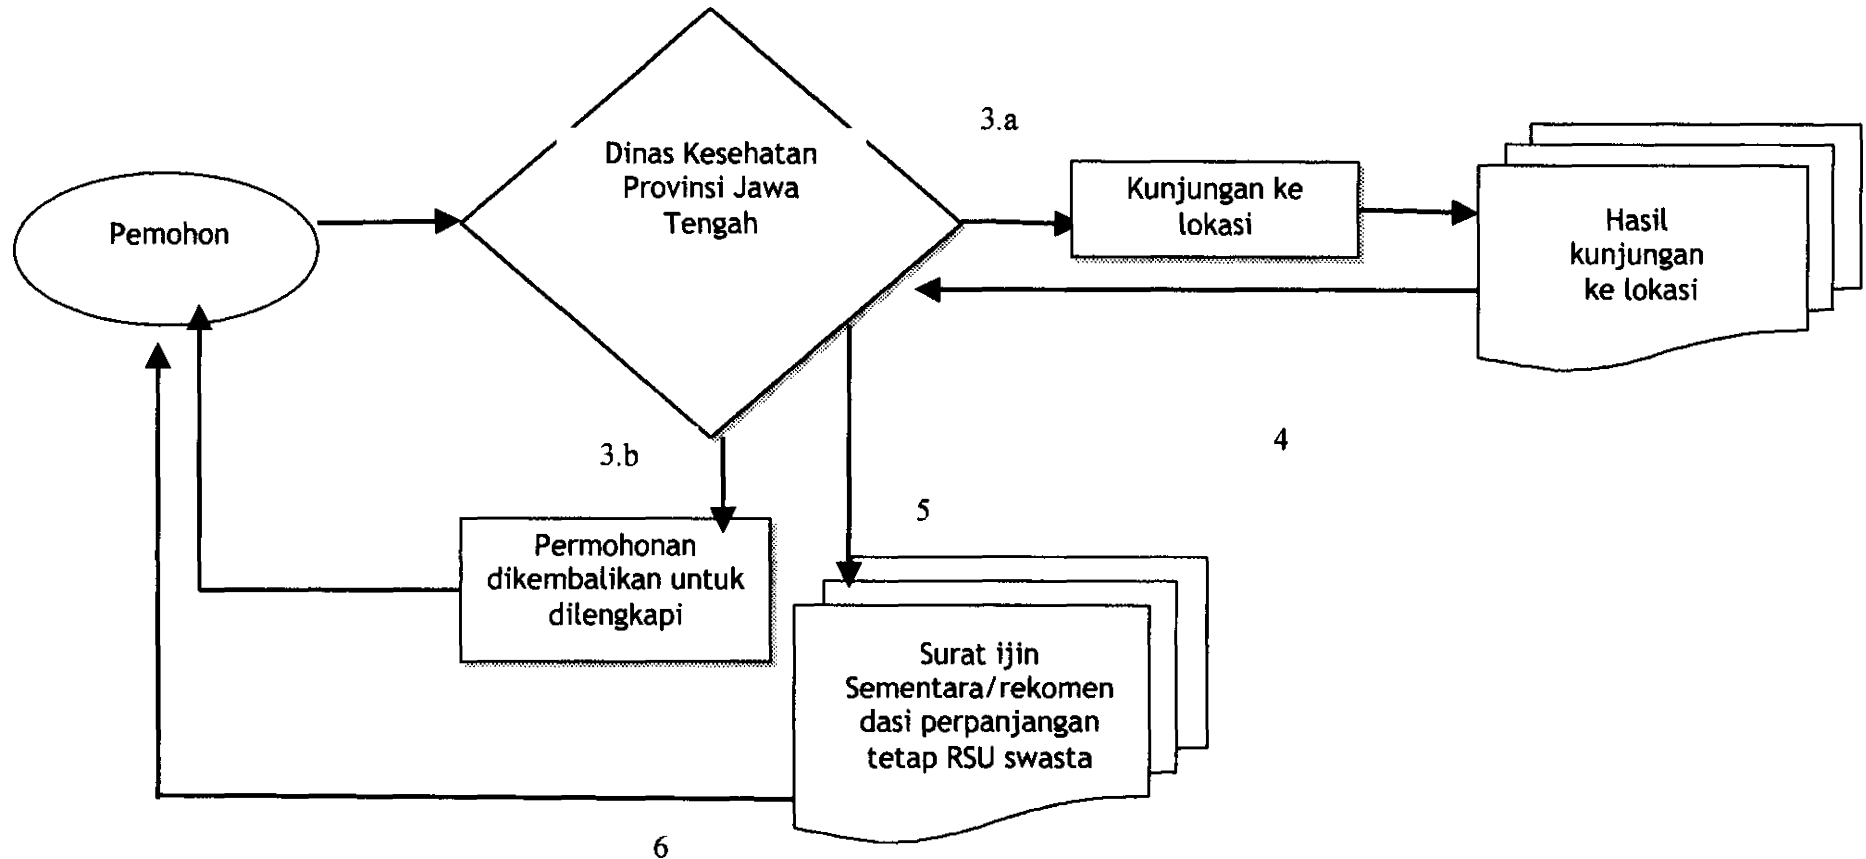 3.a
Dinas Kesehatan
Provinsi Jawa
Tengah
Kunjungan ke
lokasi
Hasil
kunjungan
ke lokasi
Pemohon
4
3.b
5
Permohonan
dikembalikan untuk
dilengkapi
Surat ijin
Sementara/rekomen
dasi perpanjangan
tetap RSU swasta
6